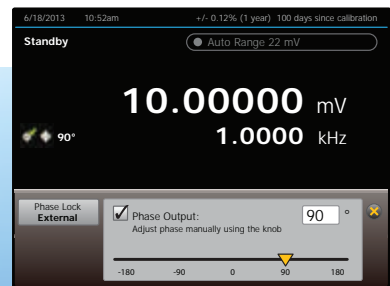 6/18/2013 10:52am +/- 0.12% (1 year) 100 days since calibration
Standby
Auto Range 22 mV
10.00000 mV
90° 1.0000 kHz
Phase Lock
External
Phase Output: 90 °
Adjust phase manually using the knob
-180 -90 0 90 180